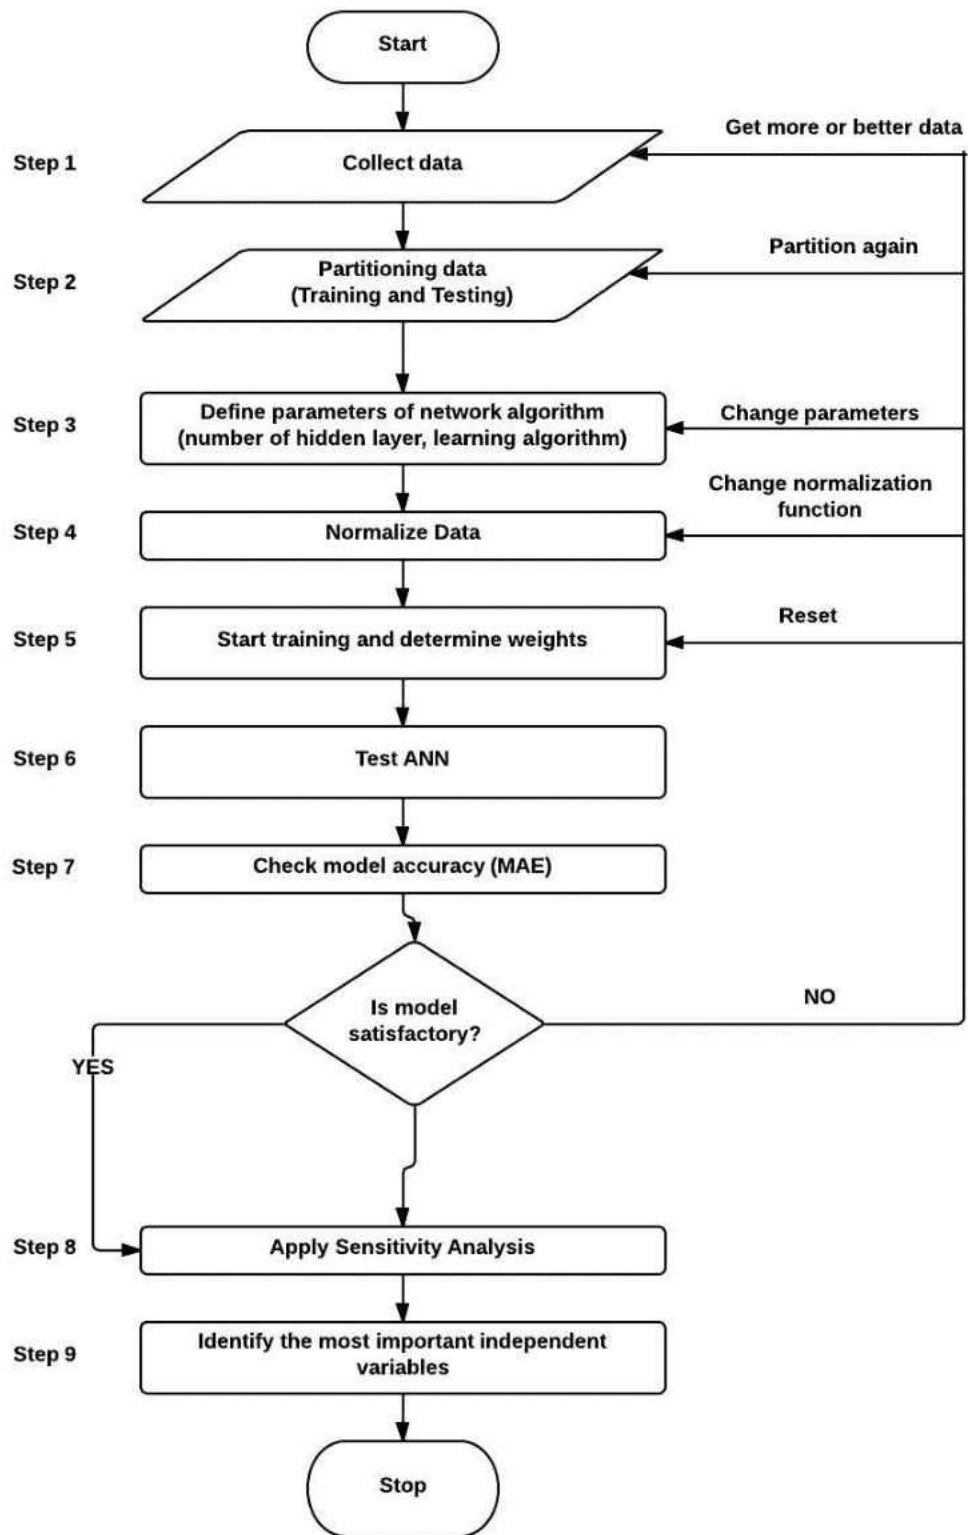 Start
Get more or better data
Step 1
Collect data
Partition again
Step 2
Partitioning data
(Training and Testing)
Step 3
Define parameters of network algorithm
(number of hidden layer, learning algorithm)
Change parameters
Change normalization
function
Step 4
Normalize Data
Reset
Step 5
Start training and determine weights
Step 6
Test ANN
Step 7
Check model accuracy (MAE)
Is model
satisfactory?
NO
YES
Step 8
Apply Sensitivity Analysis
Step 9
Identify the most important independent
variables
Stop